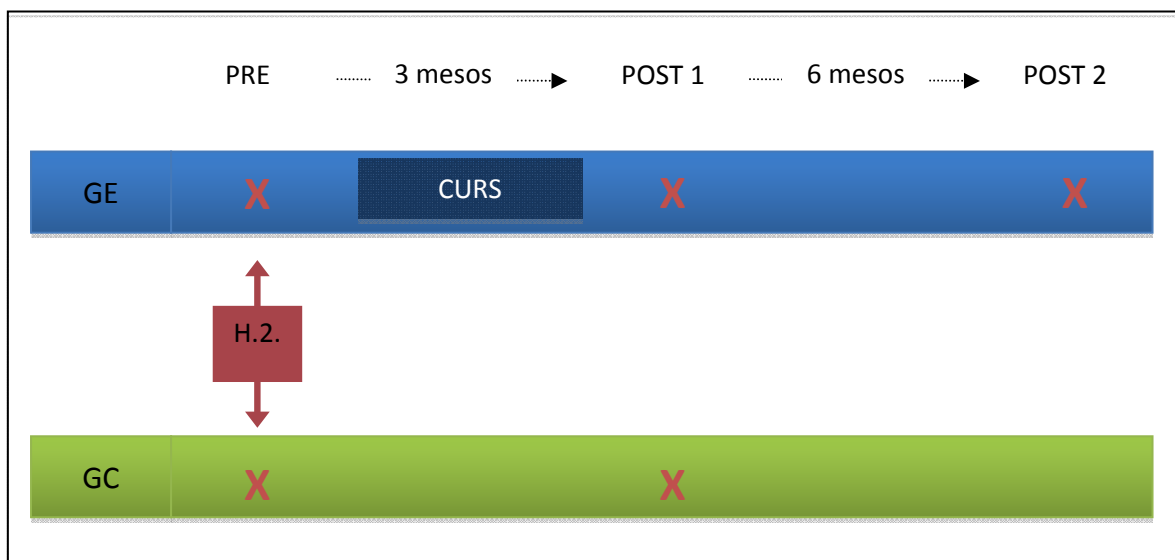 PRE 3 mesos POST 1 6 mesos POST 2
GE X CURS X X
H.2.
GC X X